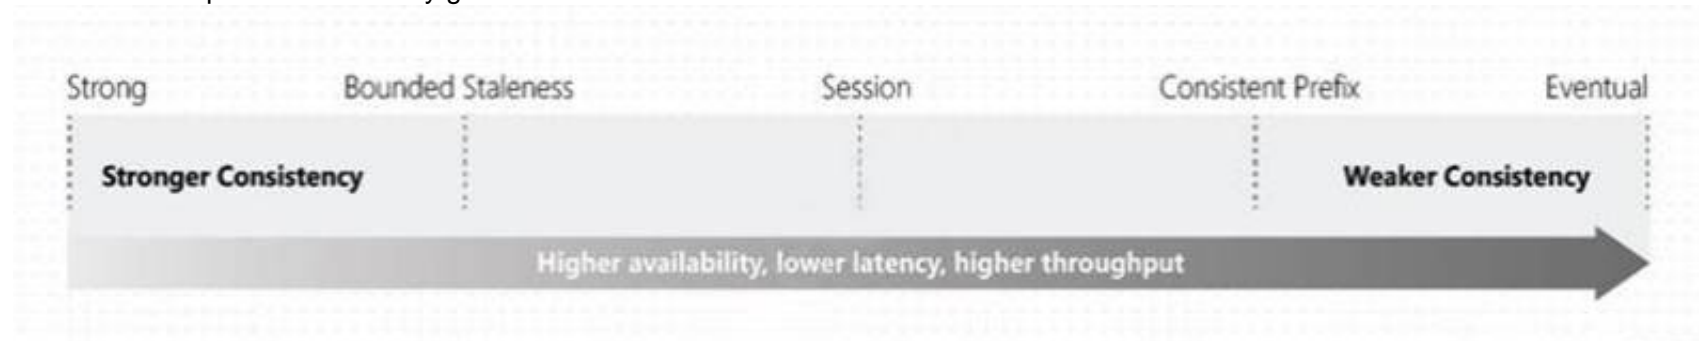 Strong Bounded Staleness Session Consistent Prefix Eventual
Stronger Consistency Weaker Consistency
Higher availability, lower latency, higher throughput